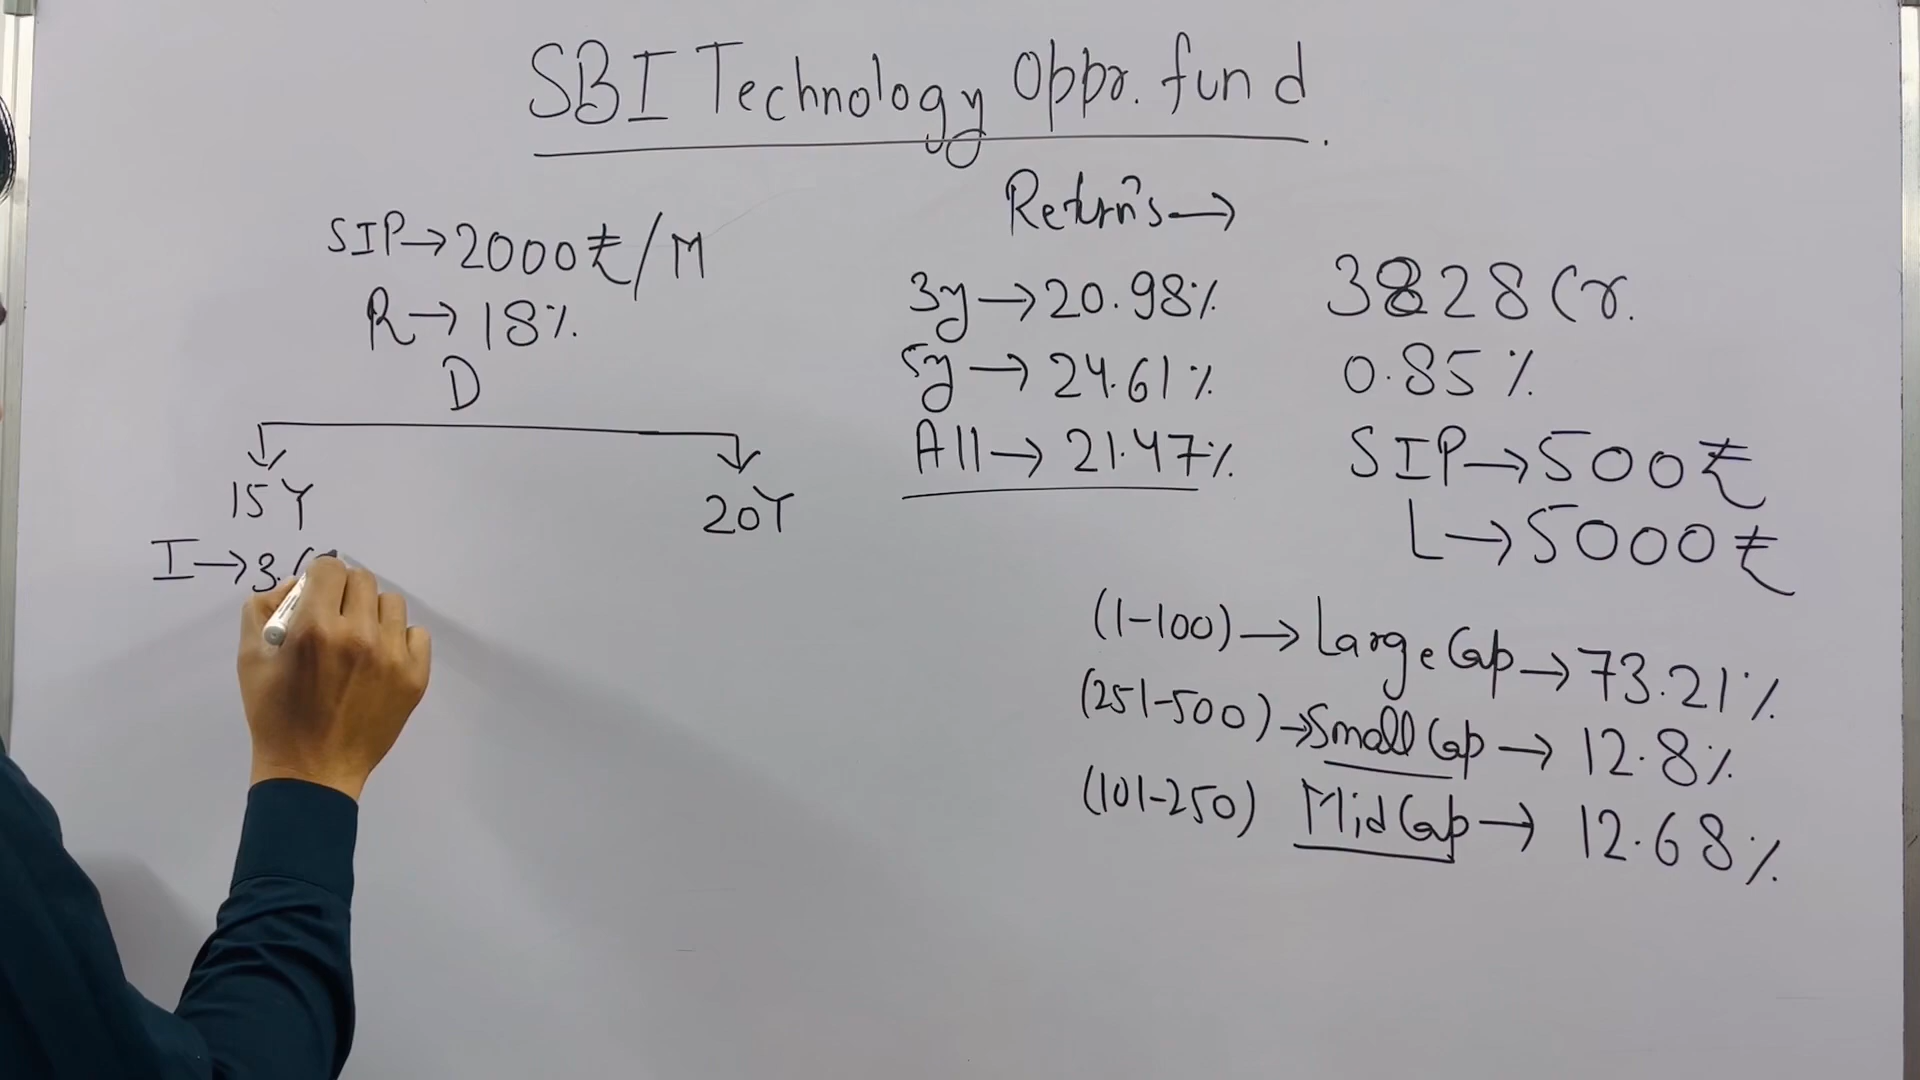 SBI Technology Oppr. fund.
SIP→2000₹/M
R→18%
D
15Y
20Y
I→3.6
Returns→
3y→20.98%
5y→24.61%
All→21.47%
3828 Cr.
0.85%
SIP→500₹
L→5000₹
(1-100)→Large Cap→73.21%
(251-500)→Small Cap→12.8%
(101-250) Mid Cap→12.68%